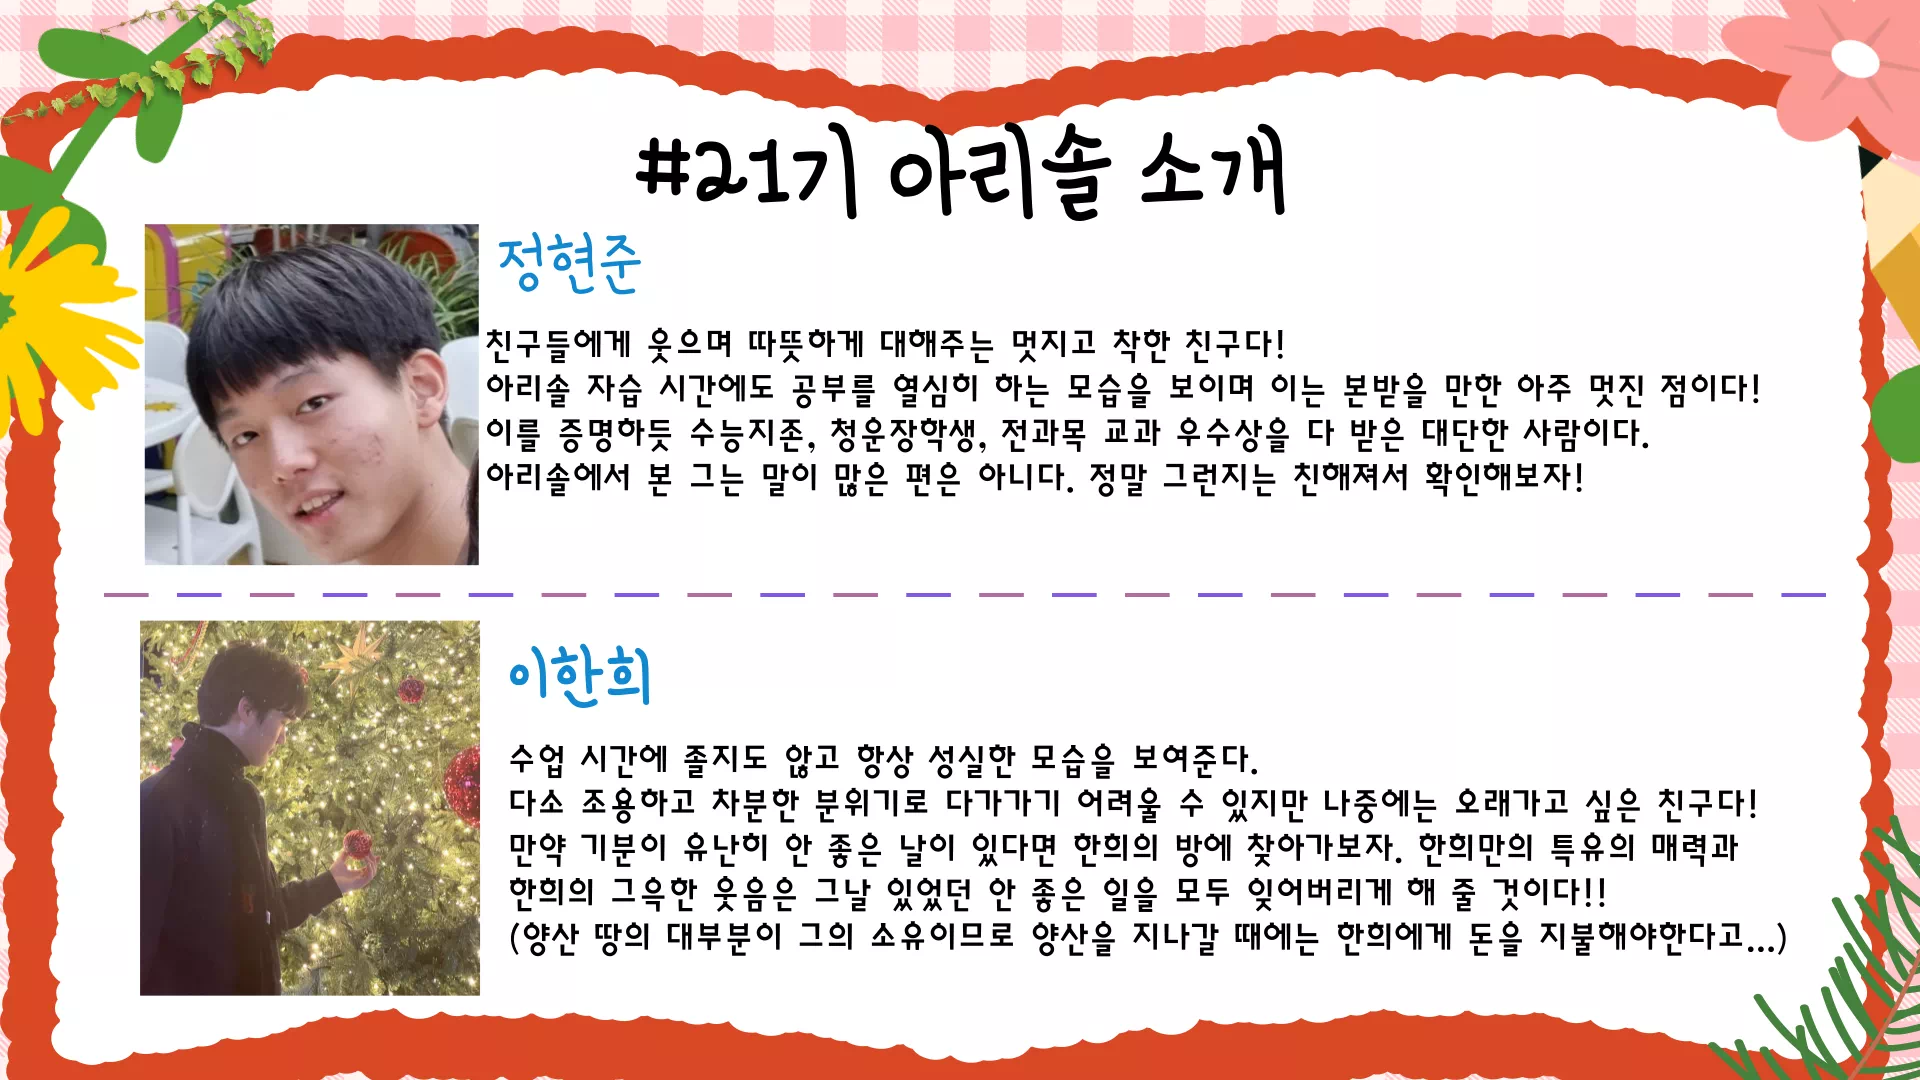 #21기 아리솔 소개
정현준
친구들에게 웃으며 따뜻하게 대해주는 멋지고 착한 친구다!
아리솔 자습 시간에도 공부를 열심히 하는 모습을 보이며 이는 본받을 만한 아주 멋진 점이다!
이를 증명하듯 수능지존, 청운장학생, 전과목 교과 우수상을 다 받은 대단한 사람이다.
아리솔에서 본 그는 말이 많은 편은 아니다. 정말 그런지는 친해져서 확인해보자!
이한희
수업 시간에 졸지도 않고 항상 성실한 모습을 보여준다.
다소 조용하고 차분한 분위기로 다가가기 어려울 수 있지만 나중에는 오래가고 싶은 친구다!
만약 기분이 유난히 안 좋은 날이 있다면 한희의 방에 찾아가보자. 한희만의 특유의 매력과
한희의 그윽한 웃음은 그날 있었던 안 좋은 일을 모두 잊어버리게 해 줄 것이다!!
(양산 땅의 대부분이 그의 소유이므로 양산을 지나갈 때에는 한희에게 돈을 지불해야한다고...)